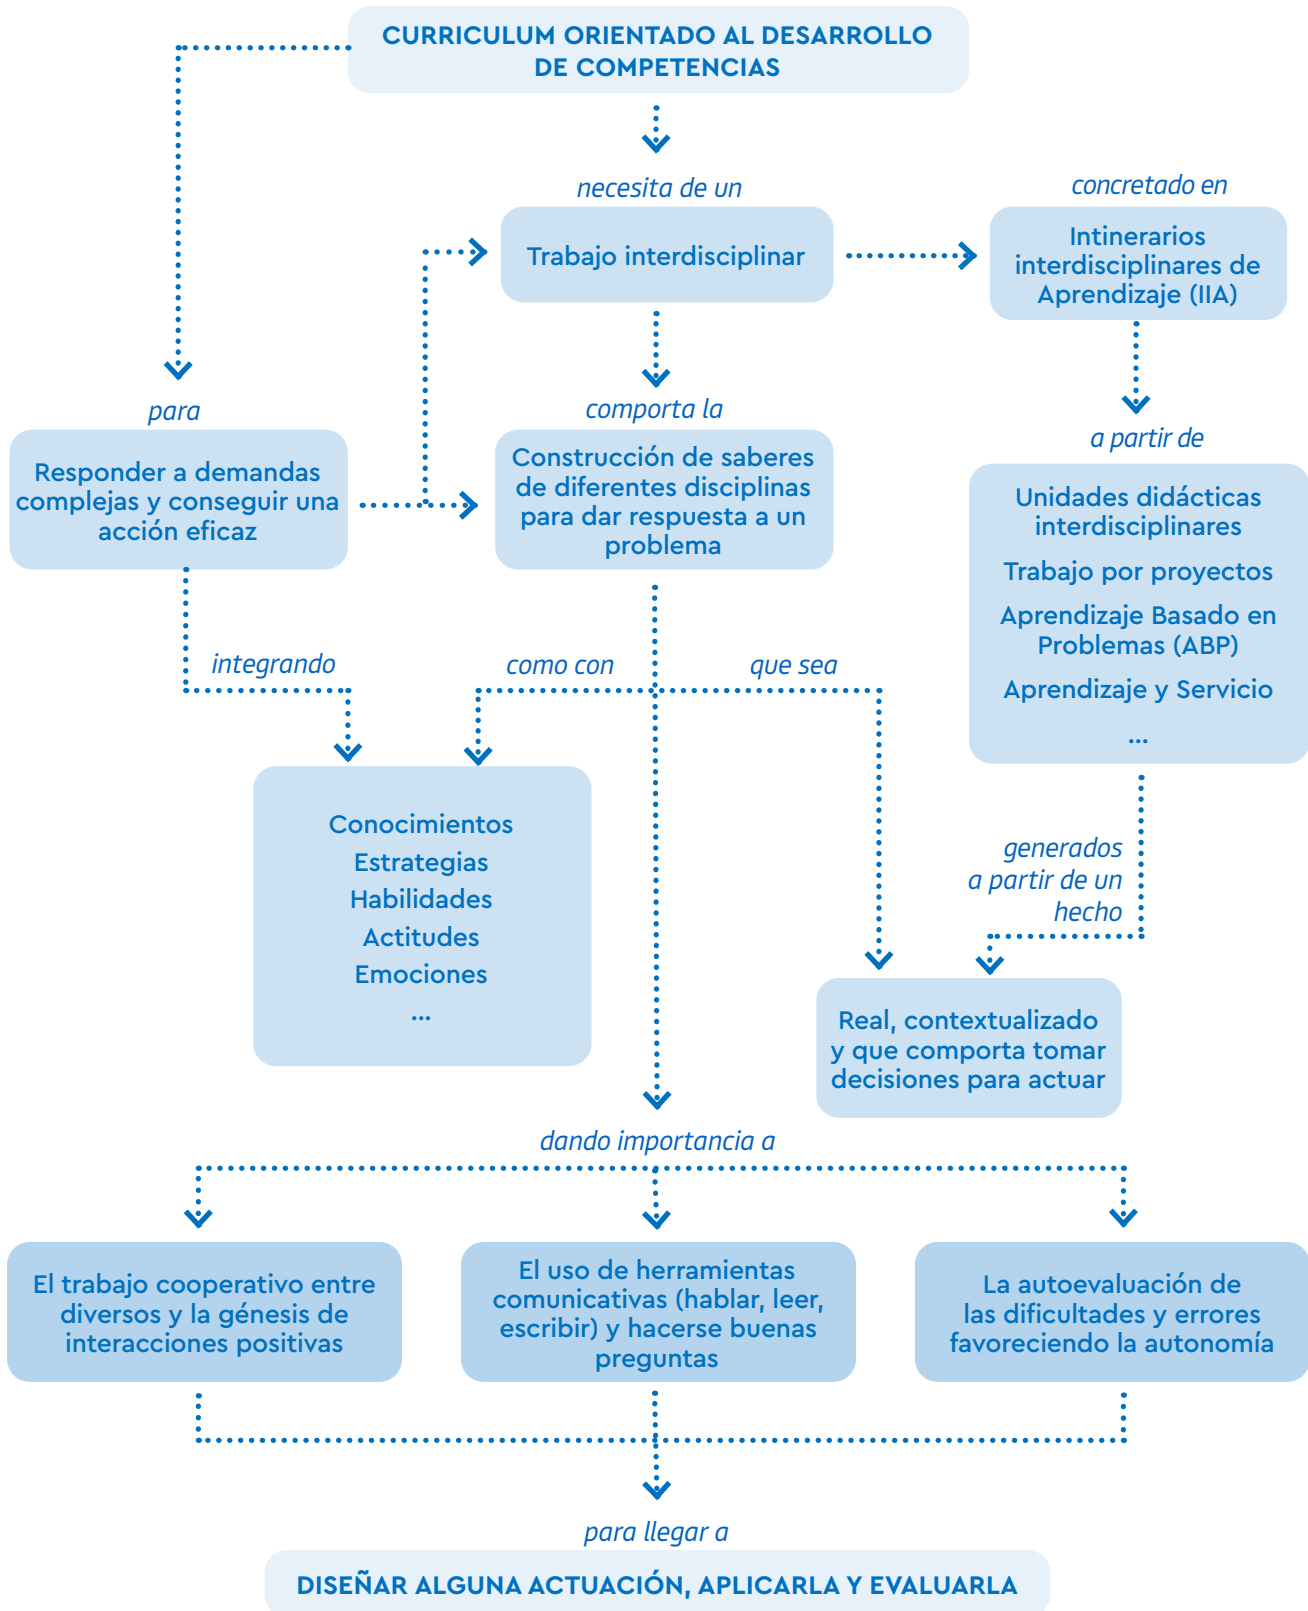 CURRICULUM ORIENTADO AL DESARROLLO
DE COMPETENCIAS
necesita de un
concretado en
Trabajo interdisciplinar
Intinerarios
interdisciplinares de
Aprendizaje (IIA)
para
comporta la
a partir de
Responder a demandas
complejas y conseguir una
acción eficaz
Construcción de saberes
de diferentes disciplinas
para dar respuesta a un
problema
Unidades didácticas
interdisciplinares
Trabajo por proyectos
Aprendizaje Basado en
Problemas (ABP)
Aprendizaje y Servicio
...
integrando
como con
que sea
Conocimientos
Estrategias
Habilidades
Actitudes
Emociones
...
generados
a partir de un
hecho
Real, contextualizado
y que comporta tomar
decisiones para actuar
dando importancia a
El trabajo cooperativo entre
diversos y la génesis de
interacciones positivas
El uso de herramientas
comunicativas (hablar, leer,
escribir) y hacerse buenas
preguntas
La autoevaluación de
las dificultades y errores
favoreciendo la autonomía
para llegar a
DISEÑAR ALGUNA ACTUACIÓN, APLICARLA Y EVALUARLA